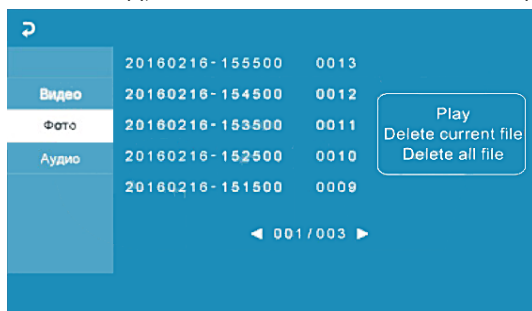 20160216-155500 0013
Видео
20160216-154500 0012
Фото
20160216-153500 0011
Аудио
20160216-152500 0010
20160216-151500 0009
Play
Delete current file
Delete all file
◀ 001/003 ▶